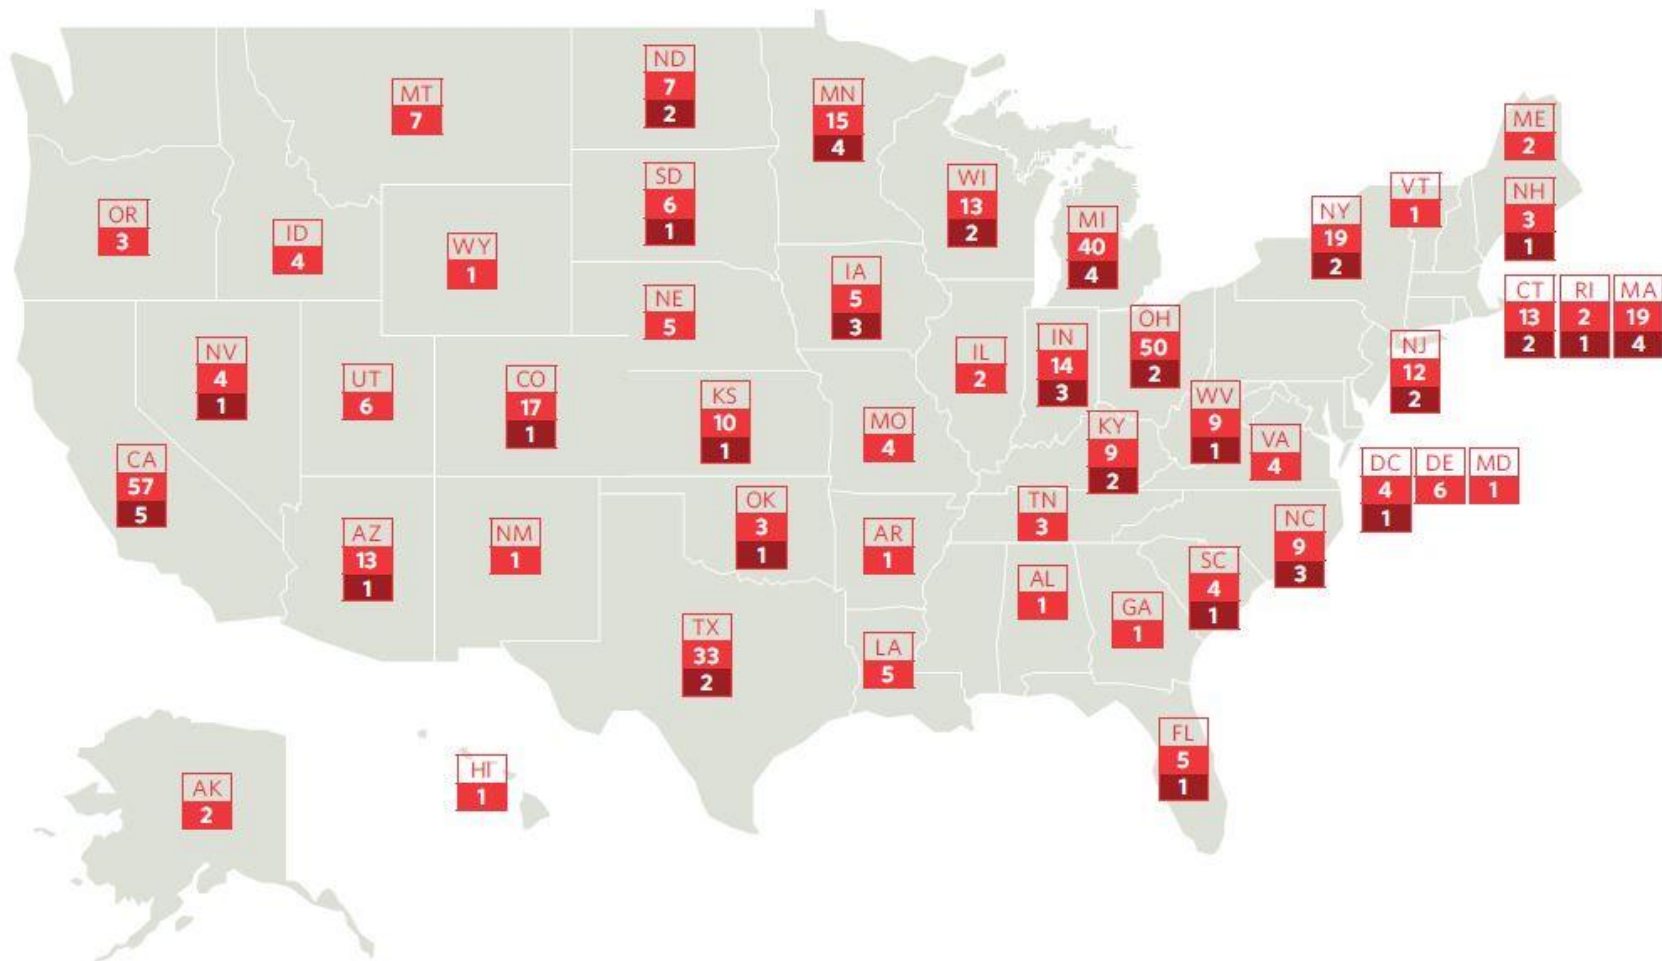 ND
7
2
MT
7
MN
15
4
ME
2
SD
6
1
WI
13
2
VT
1
NH
3
1
OR
3
ID
4
WY
1
MI
40
4
NY
19
2
IA
5
3
NE
5
CT
13
2
RI
2
1
MA
19
4
OH
50
2
NV
4
1
UT
6
CO
17
1
IL
2
IN
14
3
NJ
12
2
KS
10
1
MO
4
WV
9
1
KY
9
2
VA
4
CA
57
5
DC
4
1
DE
6
MD
1
OK
3
1
TN
3
NC
9
3
AZ
13
1
NM
1
AR
1
SC
4
1
AL
1
GA
1
TX
33
2
LA
5
FL
5
1
HI
1
AK
2